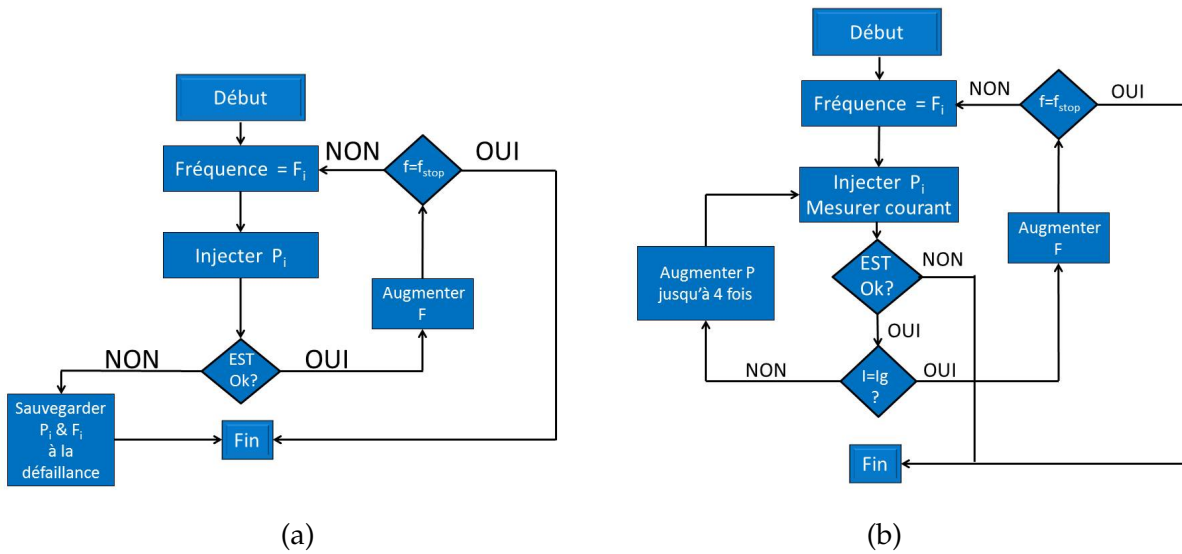 Début
Fréquence = Fi
NON
f=fstop
OUI
Injecter Pi
Augmenter
F
EST
Ok?
NON
OUI
Sauvegarder
Pi & Fi
à la
défaillance
Fin
(a)
Début
Fréquence = Fi
NON
f=fstop
OUI
Injecter Pi
Mesurer courant
Augmenter
F
Augmenter P
jusqu'à 4 fois
EST
Ok?
NON
OUI
I=Ig
?
NON
OUI
Fin
(b)